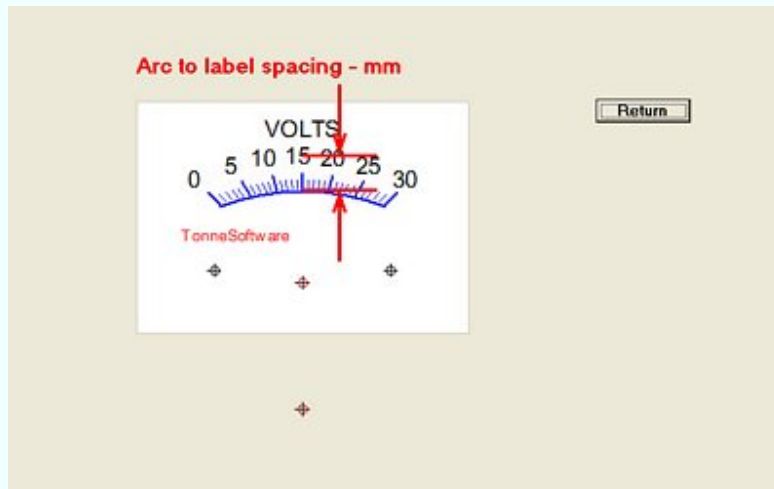 Arc to label spacing - mm
Return
VOLTS
0 5 10 15 20 25 30
TonneSoftware